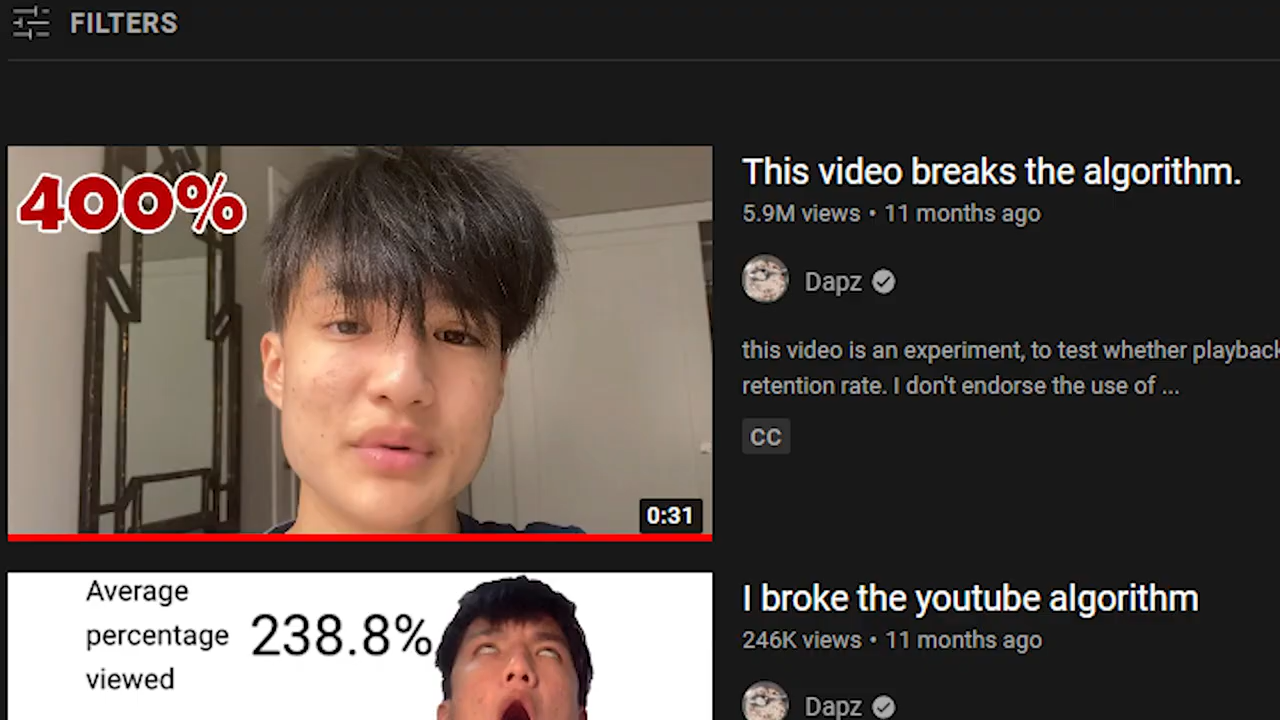 FILTERS
400%
0:31
This video breaks the algorithm.
5.9M views • 11 months ago
Dapz
this video is an experiment, to test whether playback
retention rate. I don't endorse the use of ...
CC
Average
percentage
viewed
238.8%
I broke the youtube algorithm
246K views • 11 months ago
Dapz